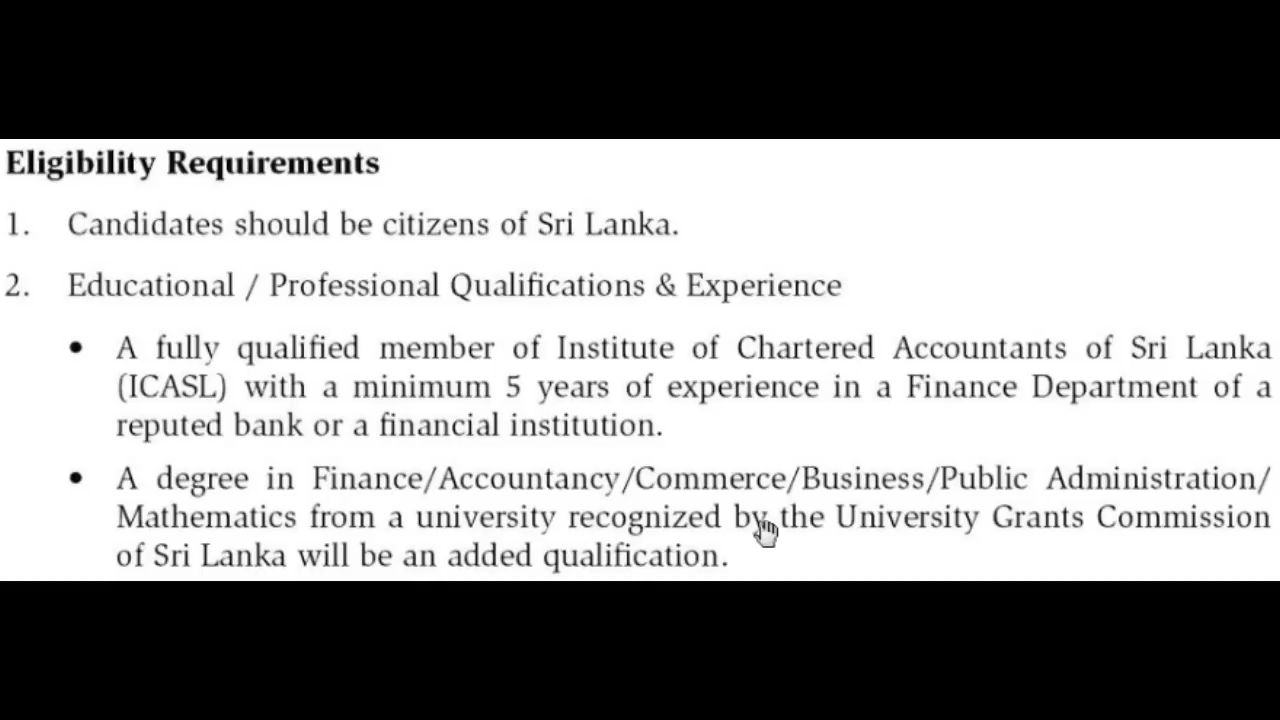 Eligibility Requirements
1. Candidates should be citizens of Sri Lanka.
2. Educational / Professional Qualifications & Experience
• A fully qualified member of Institute of Chartered Accountants of Sri Lanka
(ICASL) with a minimum 5 years of experience in a Finance Department of a
reputed bank or a financial institution.
• A degree in Finance/Accountancy/Commerce/Business/Public Administration/
Mathematics from a university recognized by the University Grants Commission
of Sri Lanka will be an added qualification.